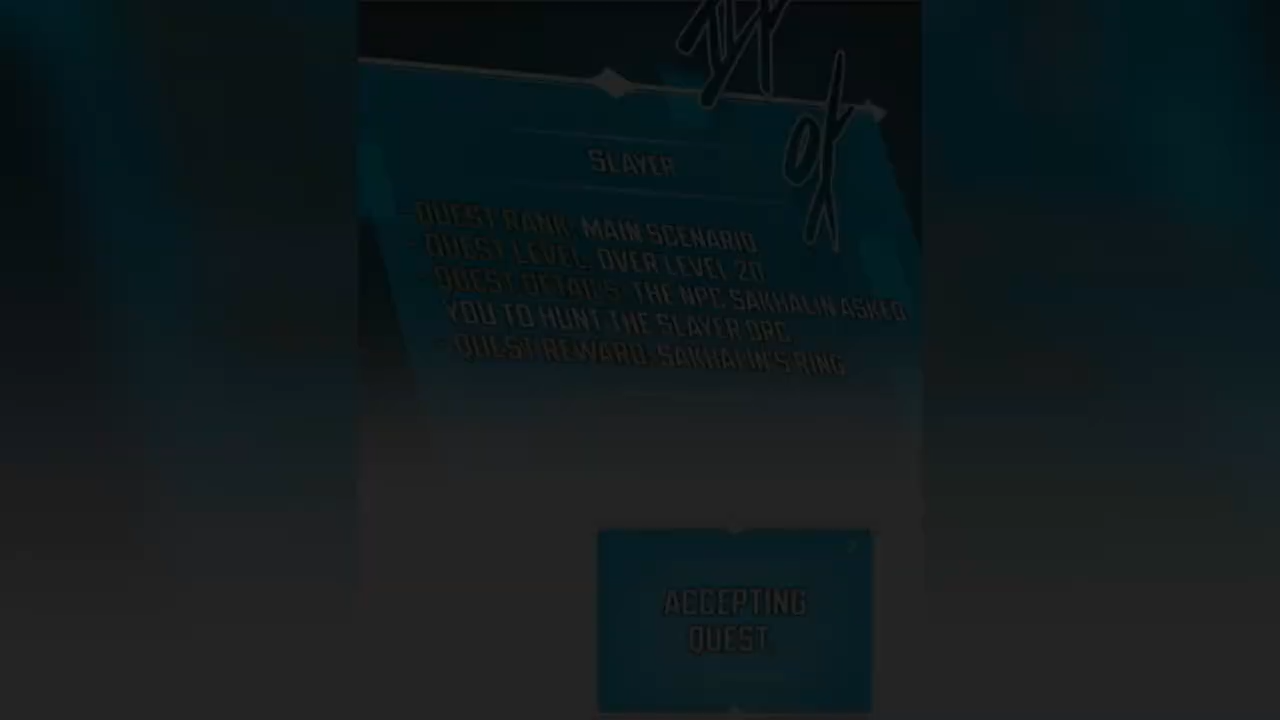 SLAYER
QUEST RANK: MAIN SCENARIO
QUEST LEVEL: OVER LEVEL 20
QUEST DETAILS: THE NPC SAKHALIN ASKED
YOU TO HUNT THE SLAYER ORC
QUEST REWARD: SAKHALIN'S RING
ACCEPTING
QUEST.